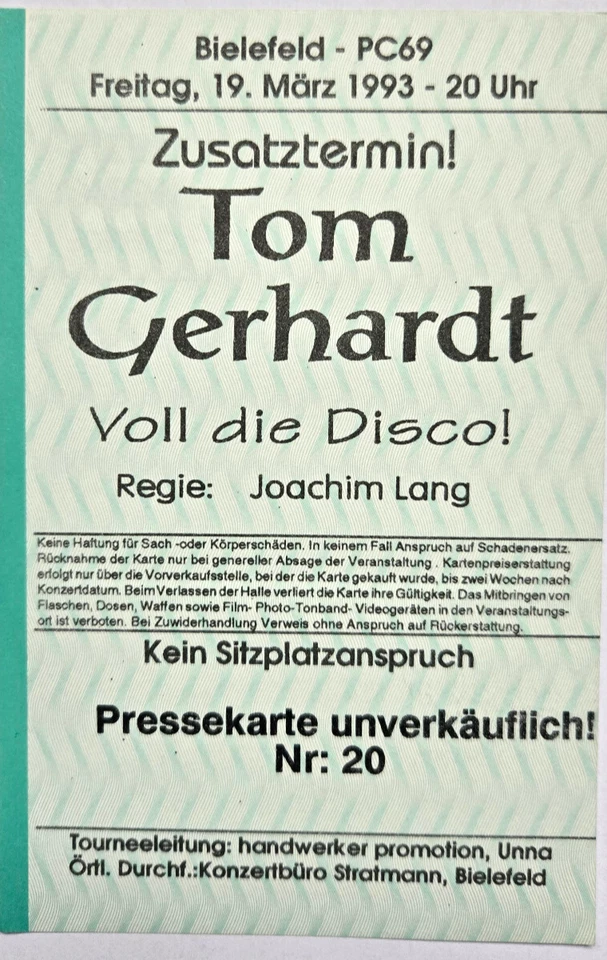 Bielefeld - PC69
Freitag, 19. März 1993 - 20 Uhr
Zusatztermin!
Tom
Gerhardt
Voll die Disco!
Regie: Joachim Lang
Keine Haftung für Sach -oder Körperschäden. In keinem Fall Anspruch auf Schadenersatz.
Rücknahme der Karte nur bei genereller Absage der Veranstaltung . Kartenpreiserstattung
erfolgt nur über die Vorverkaufsstelle, bei der die Karte gekauft wurde, bis zwei Wochen nach
Konzertdatum. Beim Verlassen der Halle verliert die Karte ihre Gültigkeit. Das Mitbringen von
Flaschen, Dosen, Waffen sowie Film- Photo-Tonband- Videogeräten in den Veranstaltungs-
ort ist verboten. Bei Zuwiderhandlung Verweis ohne Anspruch auf Rückerstattung.
Kein Sitzplatzanspruch
Pressekarte unverkäuflich!
Nr: 20
Tourneeleitung: handwerker promotion, Unna
Örtl. Durchf.:Konzertbüro Stratmann, Bielefeld